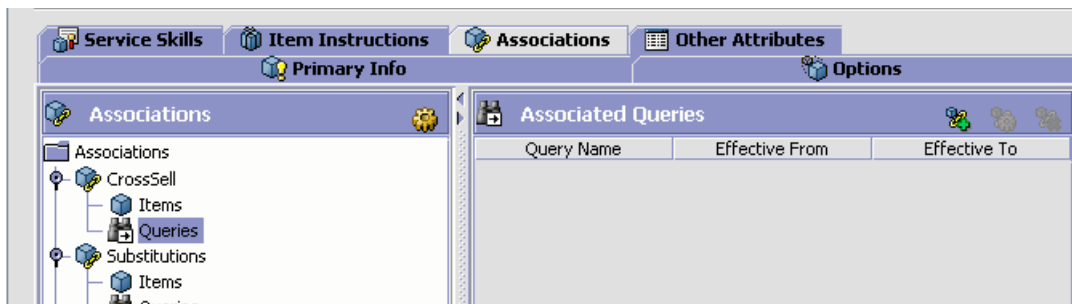 Service Skills Item Instructions Associations Other Attributes
Primary Info Options
Associations Associated Queries
Query Name Effective From Effective To
Associations
CrossSell
Items
Queries
Substitutions
Items
Queries